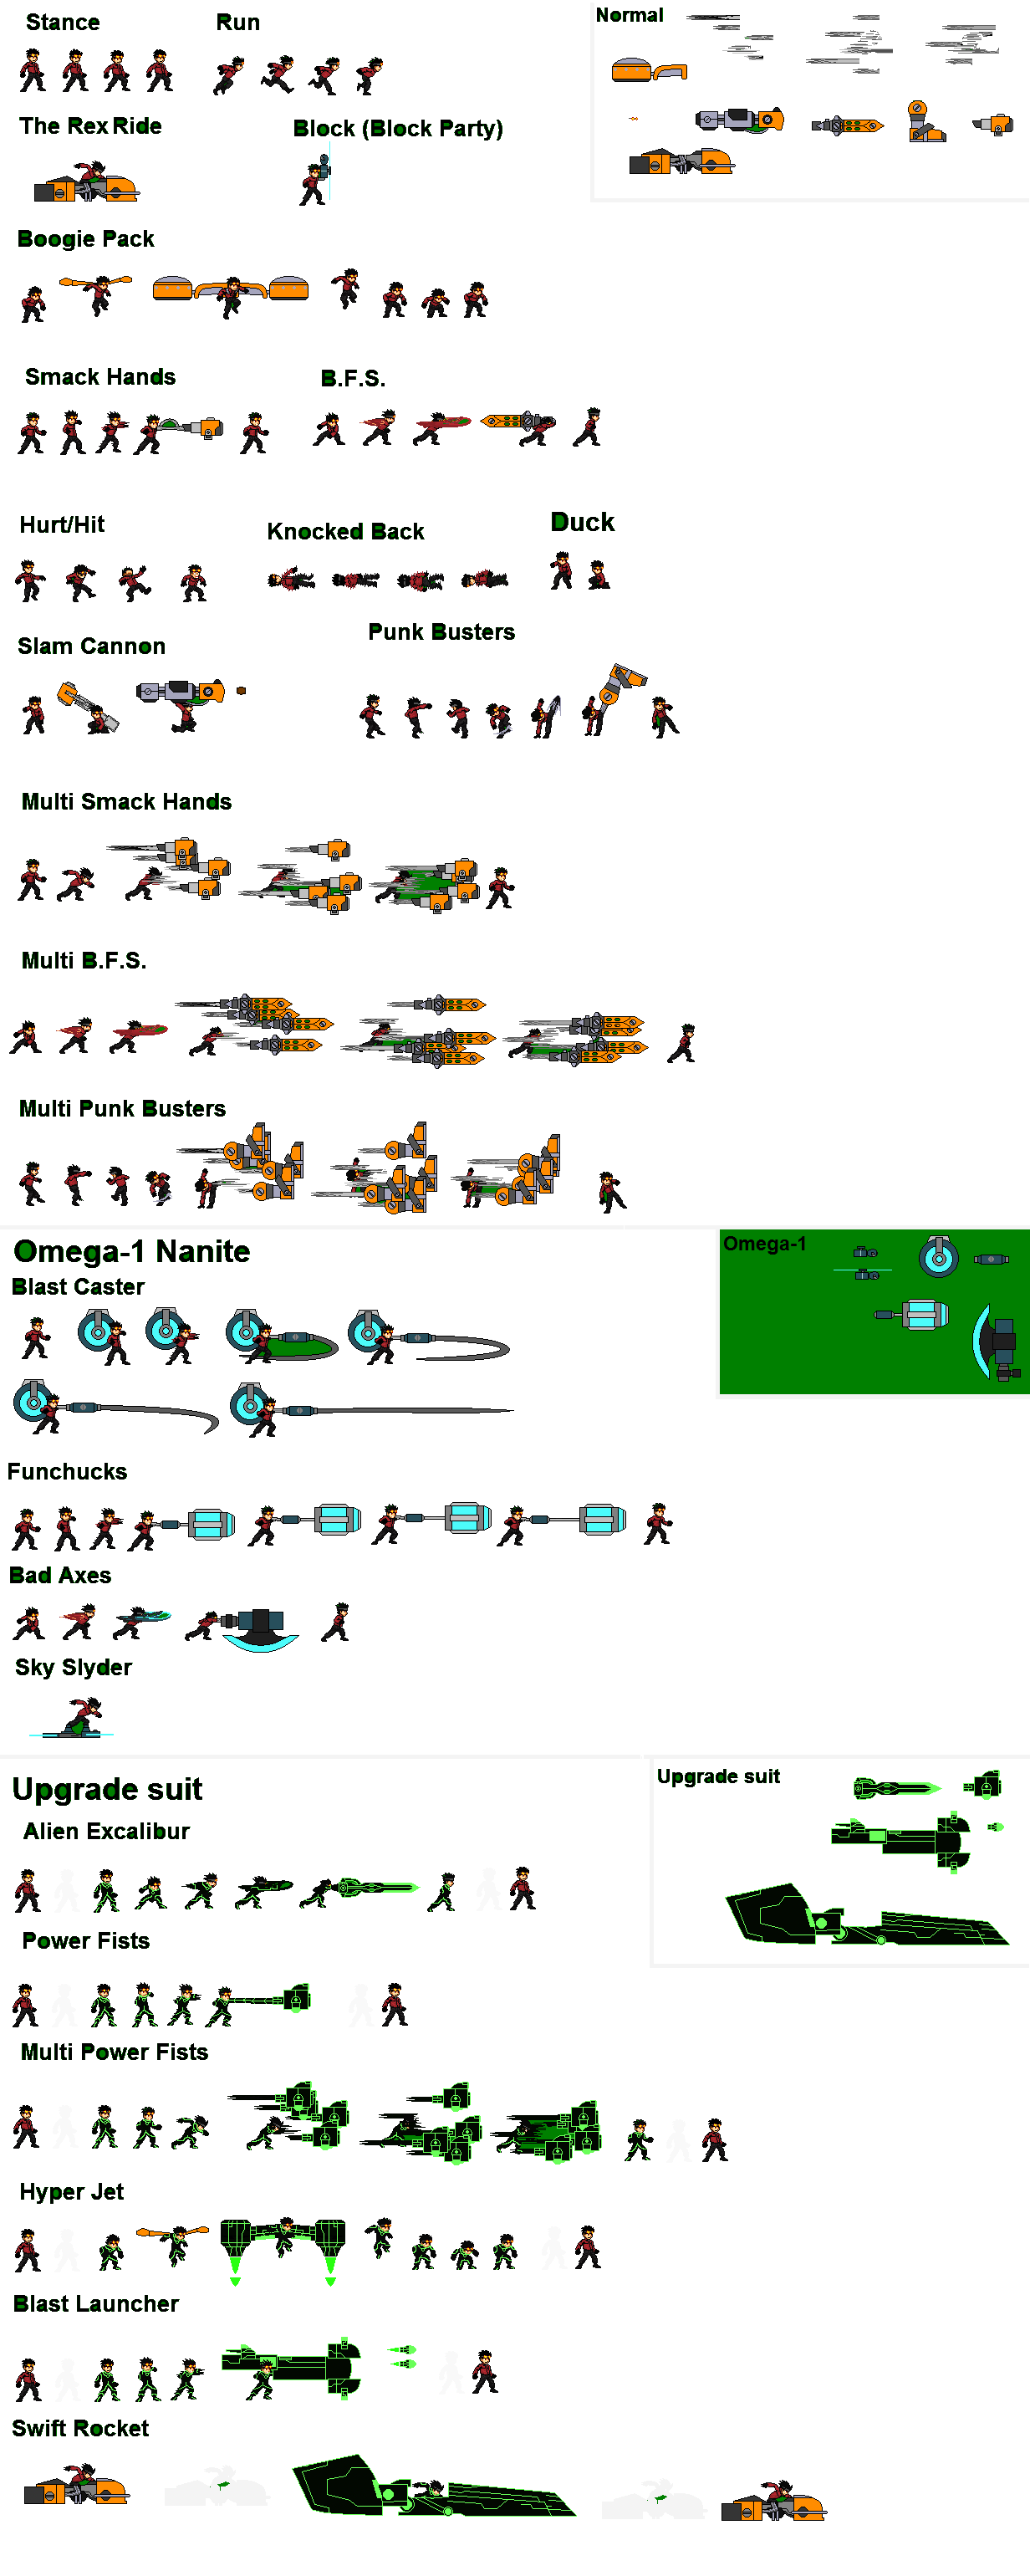 Stance
Run
Normal
The Rex Ride
Block (Block Party)
Boogie Pack
Smack Hands
B.F.S.
Hurt/Hit
Knocked Back
Duck
Slam Cannon
Punk Busters
Multi Smack Hands
Multi B.F.S.
Multi Punk Busters
Omega-1 Nanite
Omega-1
Blast Caster
Funchucks
Bad Axes
Sky Slyder
Upgrade suit
Upgrade suit
Alien Excalibur
Power Fists
Multi Power Fists
Hyper Jet
Blast Launcher
Swift Rocket